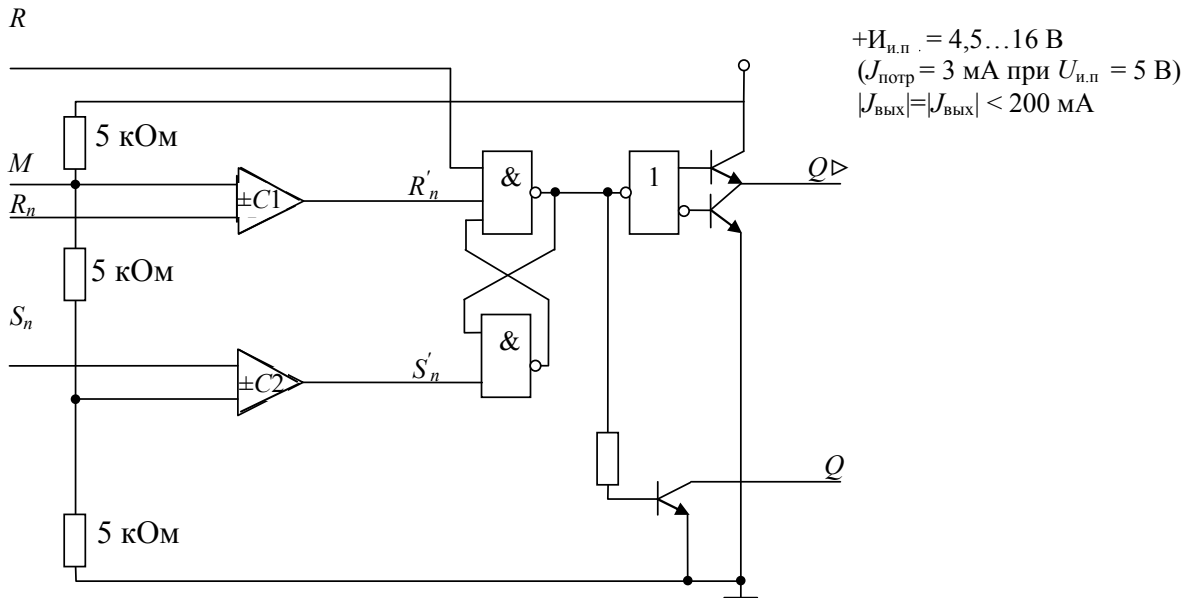 R
+Ии.п . = 4,5…16 В
(Jпотр = 3 мА при Uи.п = 5 В)
|Jвых|=|Jвых| < 200 мА
5 кОм
M
±C1
R'n
&
1
Q▷
Rn
5 кОм
Sn
&
±C2
S'n
Q
5 кОм